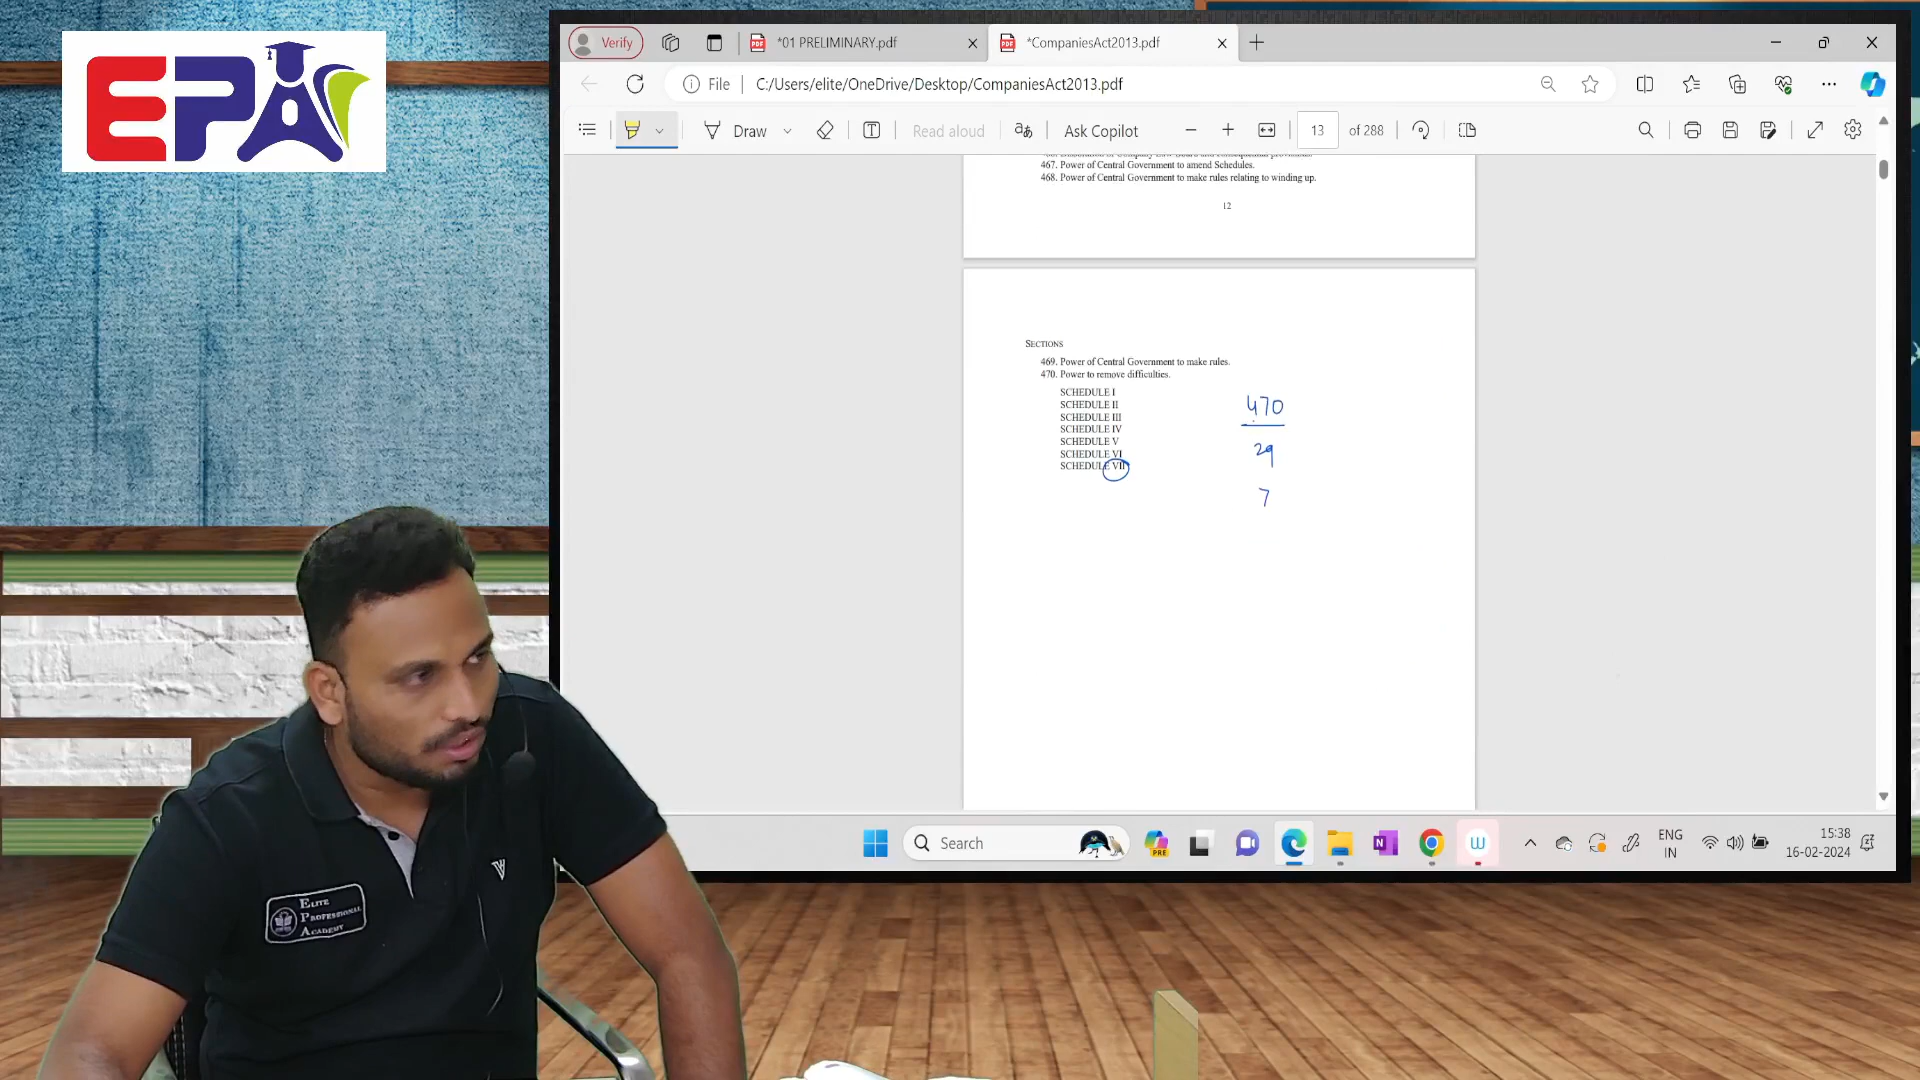 EPA
Verify
*01 PRELIMINARY.pdf
*CompaniesAct2013.pdf
File
C:/Users/elite/OneDrive/Desktop/CompaniesAct2013.pdf
Draw
Read aloud
Ask Copilot
13
of 288
467. Power of Central Government to amend Schedules.
468. Power of Central Government to make rules relating to winding up.
12
SECTIONS
469. Power of Central Government to make rules.
470. Power to remove difficulties.
SCHEDULE I
SCHEDULE II
SCHEDULE III
SCHEDULE IV
SCHEDULE V
SCHEDULE VI
SCHEDULE VII
470
29
7
ELITE
PROFESSIONAL
ACADEMY
Search
PRE
ENG
IN
15:38
16-02-2024